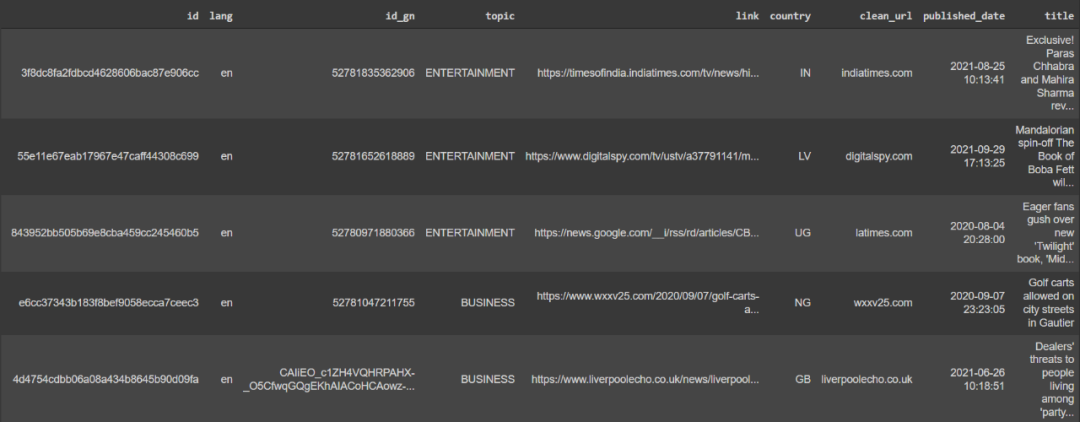 id lang id_gn topic link country clean_url published_date title
3f8dc8fa2fdbcd4628606bac87e906cc en 52781835362906 ENTERTAINMENT https://timesofindia.indiatimes.com/tv/news/hi... IN indiatimes.com 2021-08-25 10:13:41 Exclusive! Paras Chhabra and Mahira Sharma rev...
55e11e67eab17967e47caff44308c699 en 52781652618889 ENTERTAINMENT https://www.digitalspy.com/tv/ustv/a37791141/m... LV digitalspy.com 2021-09-29 17:13:25 Mandalorian spin-off The Book of Boba Fett wil...
843952bb505b69e8cba459cc245460b5 en 52780971880366 ENTERTAINMENT https://news.google.com/__i/rss/rd/articles/CB... UG latimes.com 2020-08-04 20:28:00 Eager fans gush over new 'Twilight' book, 'Mid...
e6cc37343b183f8bef9058ecca7ceec3 en 52781047211755 BUSINESS https://www.wxxv25.com/2020/09/07/golf-carts-a... NG wxxv25.com 2020-09-07 23:23:05 Golf carts allowed on city streets in Gautier
4d4754cdbb06a08a434b8645b90d09fa en CAIiEO_c1ZH4VQHRPAHX-_O5CfwqGQgEKhAIACoHCAowz-... BUSINESS https://www.liverpoolecho.co.uk/news/liverpool... GB liverpoolecho.co.uk 2021-06-26 10:18:51 Dealers' threats to people living among 'party...